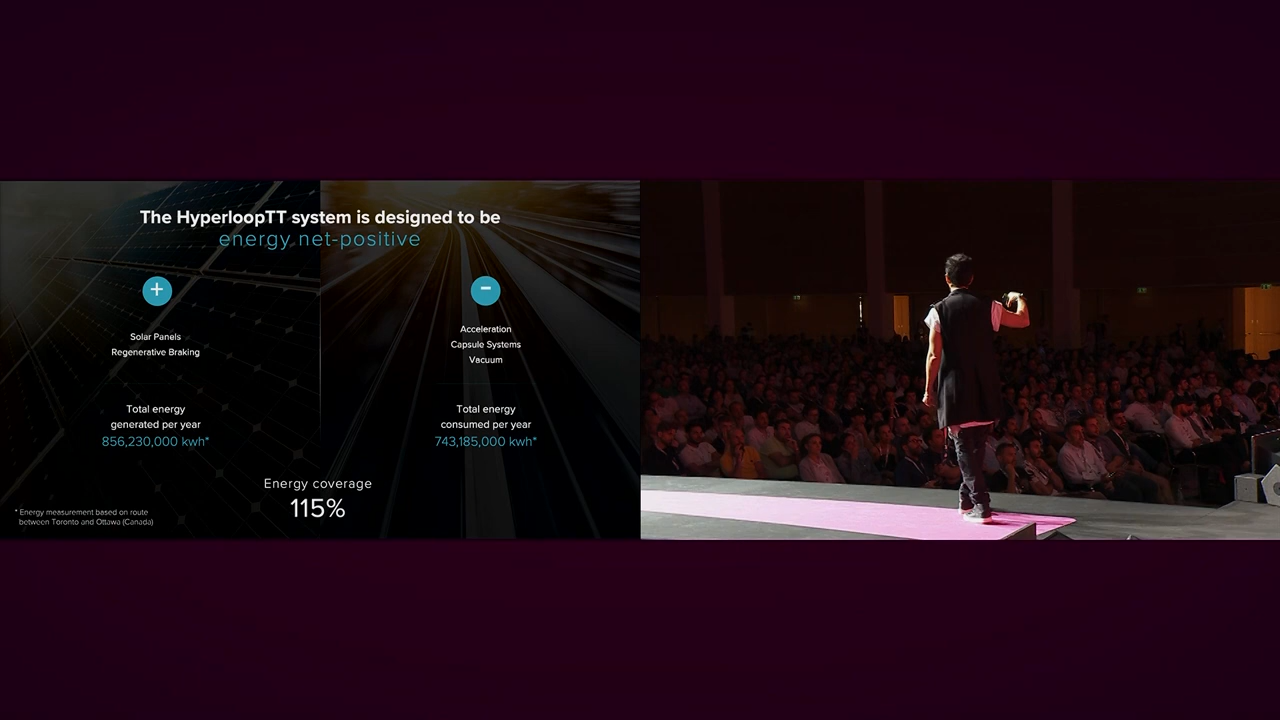 The HyperloopTT system is designed to be
energy net-positive
+
Solar Panels
Regenerative Braking
Total energy
generated per year
856,230,000 kwh*
-
Acceleration
Capsule Systems
Vacuum
Total energy
consumed per year
743,185,000 kwh*
Energy coverage
115%
* Energy measurement based on route
between Toronto and Ottawa (Canada)